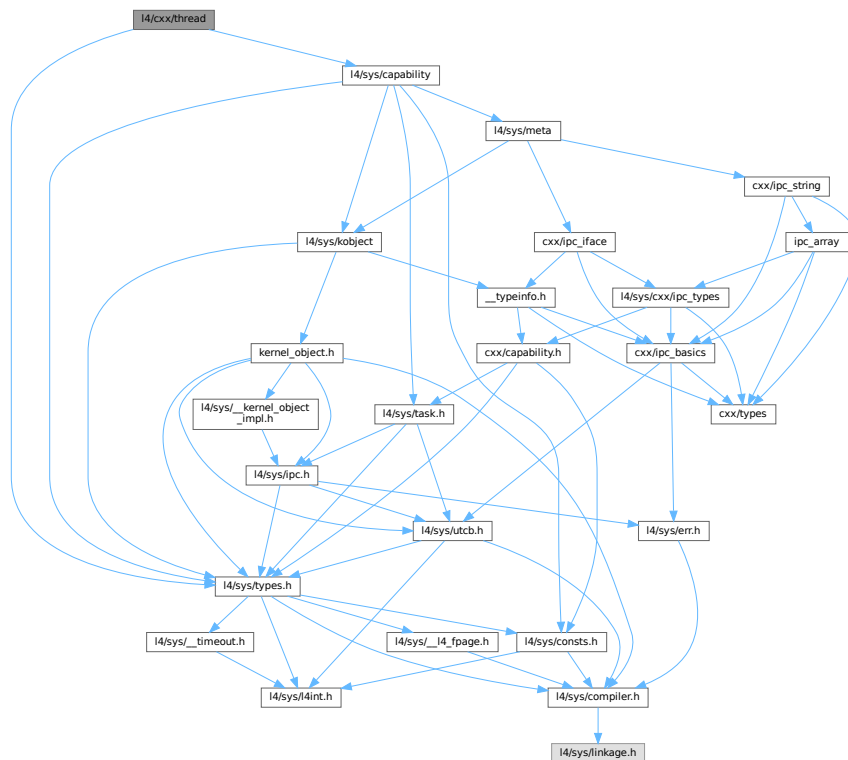 l4/cxx/thread
l4/sys/capability
l4/sys/meta
cxx/ipc_string
l4/sys/kobject
cxx/ipc_iface
ipc_array
__typeinfo.h
l4/sys/cxx/ipc_types
kernel_object.h
cxx/capability.h
cxx/ipc_basics
l4/sys/__kernel_object
_impl.h
l4/sys/task.h
cxx/types
l4/sys/ipc.h
l4/sys/utcb.h
l4/sys/err.h
l4/sys/types.h
l4/sys/__timeout.h
l4/sys/__l4_fpage.h
l4/sys/consts.h
l4/sys/l4int.h
l4/sys/compiler.h
l4/sys/linkage.h